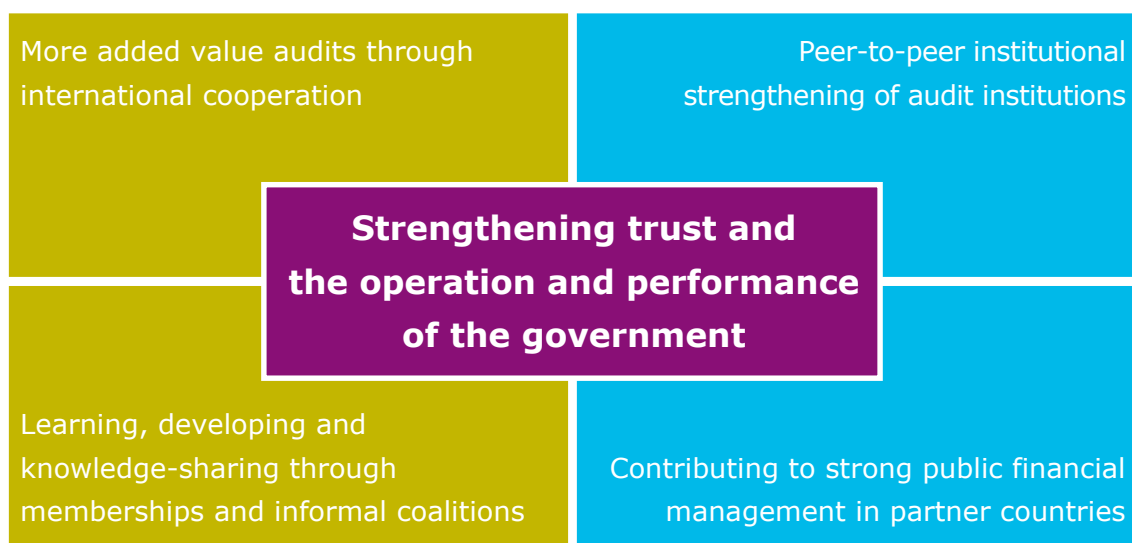 More added value audits through
international cooperation
Peer-to-peer institutional
strengthening of audit institutions
Strengthening trust and
the operation and performance
of the government
Learning, developing and
knowledge-sharing through
memberships and informal coalitions
Contributing to strong public financial
management in partner countries